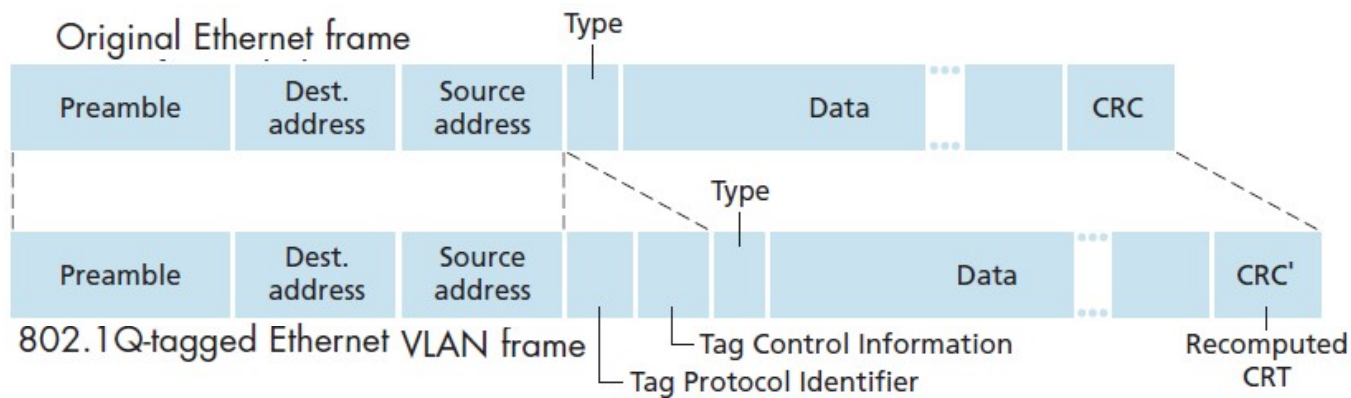 Original Ethernet frame
Type
Preamble
Dest.
address
Source
address
Data
CRC
Type
Preamble
Dest.
address
Source
address
Data
CRC'
802.1Q-tagged Ethernet VLAN frame
Tag Control Information
Tag Protocol Identifier
Recomputed
CRT